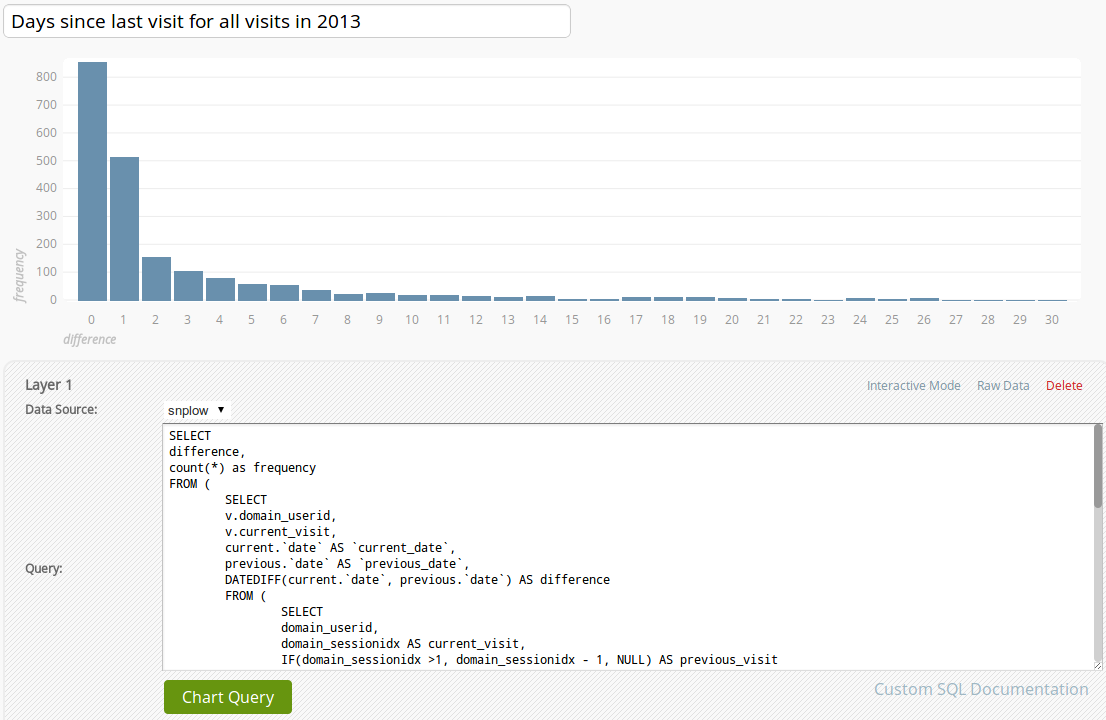 Days since last visit for all visits in 2013
800
700
600
500
400
300
200
100
0
frequency
0 1 2 3 4 5 6 7 8 9 10 11 12 13 14 15 16 17 18 19 20 21 22 23 24 25 26 27 28 29 30
difference
Layer 1
Interactive Mode Raw Data Delete
Data Source:
snplow ▼
Query:
SELECT
difference,
count(*) as frequency
FROM (
SELECT
v.domain_userid,
v.current_visit,
current.`date` AS `current_date`,
previous.`date` AS `previous_date`,
DATEDIFF(current.`date`, previous.`date`) AS difference
FROM (
SELECT
domain_userid,
domain_sessionidx AS current_visit,
IF(domain_sessionidx >1, domain_sessionidx - 1, NULL) AS previous_visit
Chart Query
Custom SQL Documentation